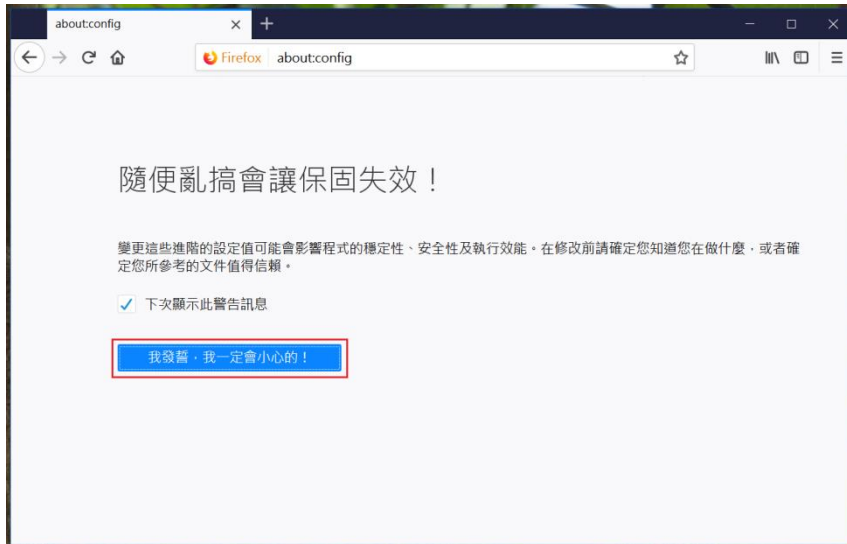 about:config
Firefox about:config
隨便亂搞會讓保固失效！
變更這些進階的設定值可能會影響程式的穩定性、安全性及執行效能。在修改前請確定您知道您在做什麼，或者確
定您所參考的文件值得信賴。
下次顯示此警告訊息
我發誓，我一定會小心的！